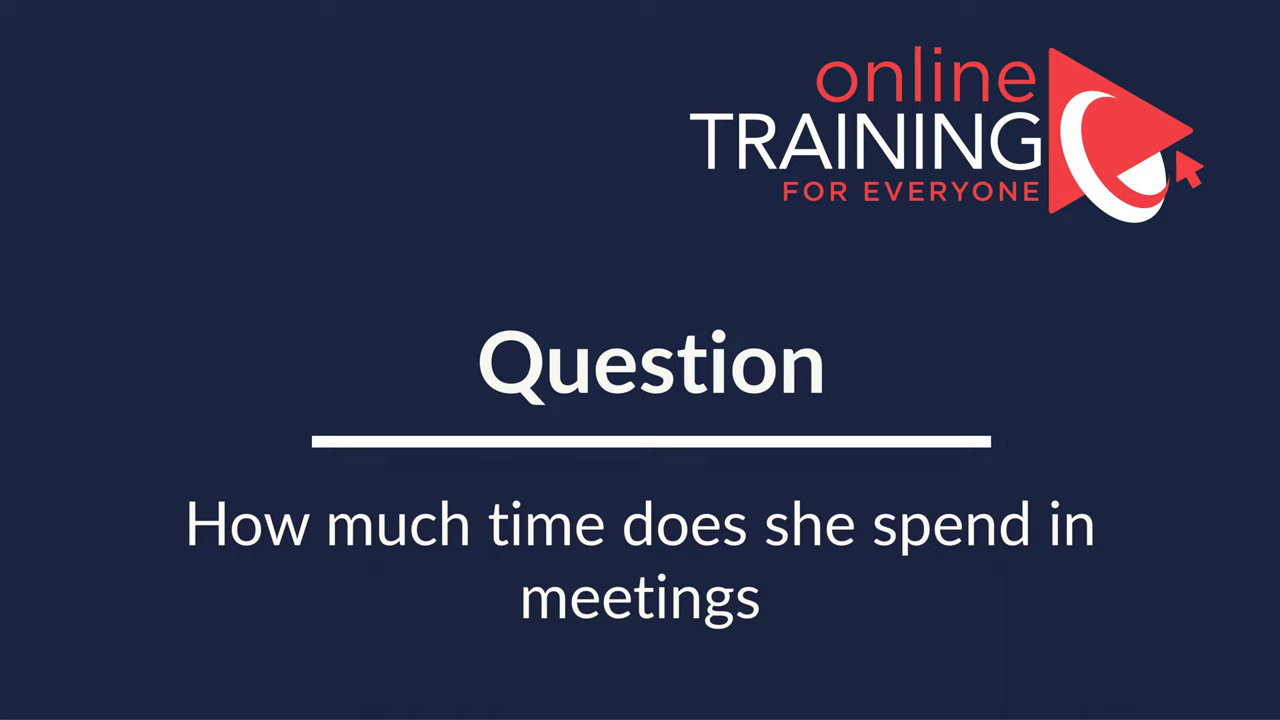 online
TRAINING
FOR EVERYONE
Question
How much time does she spend in
meetings